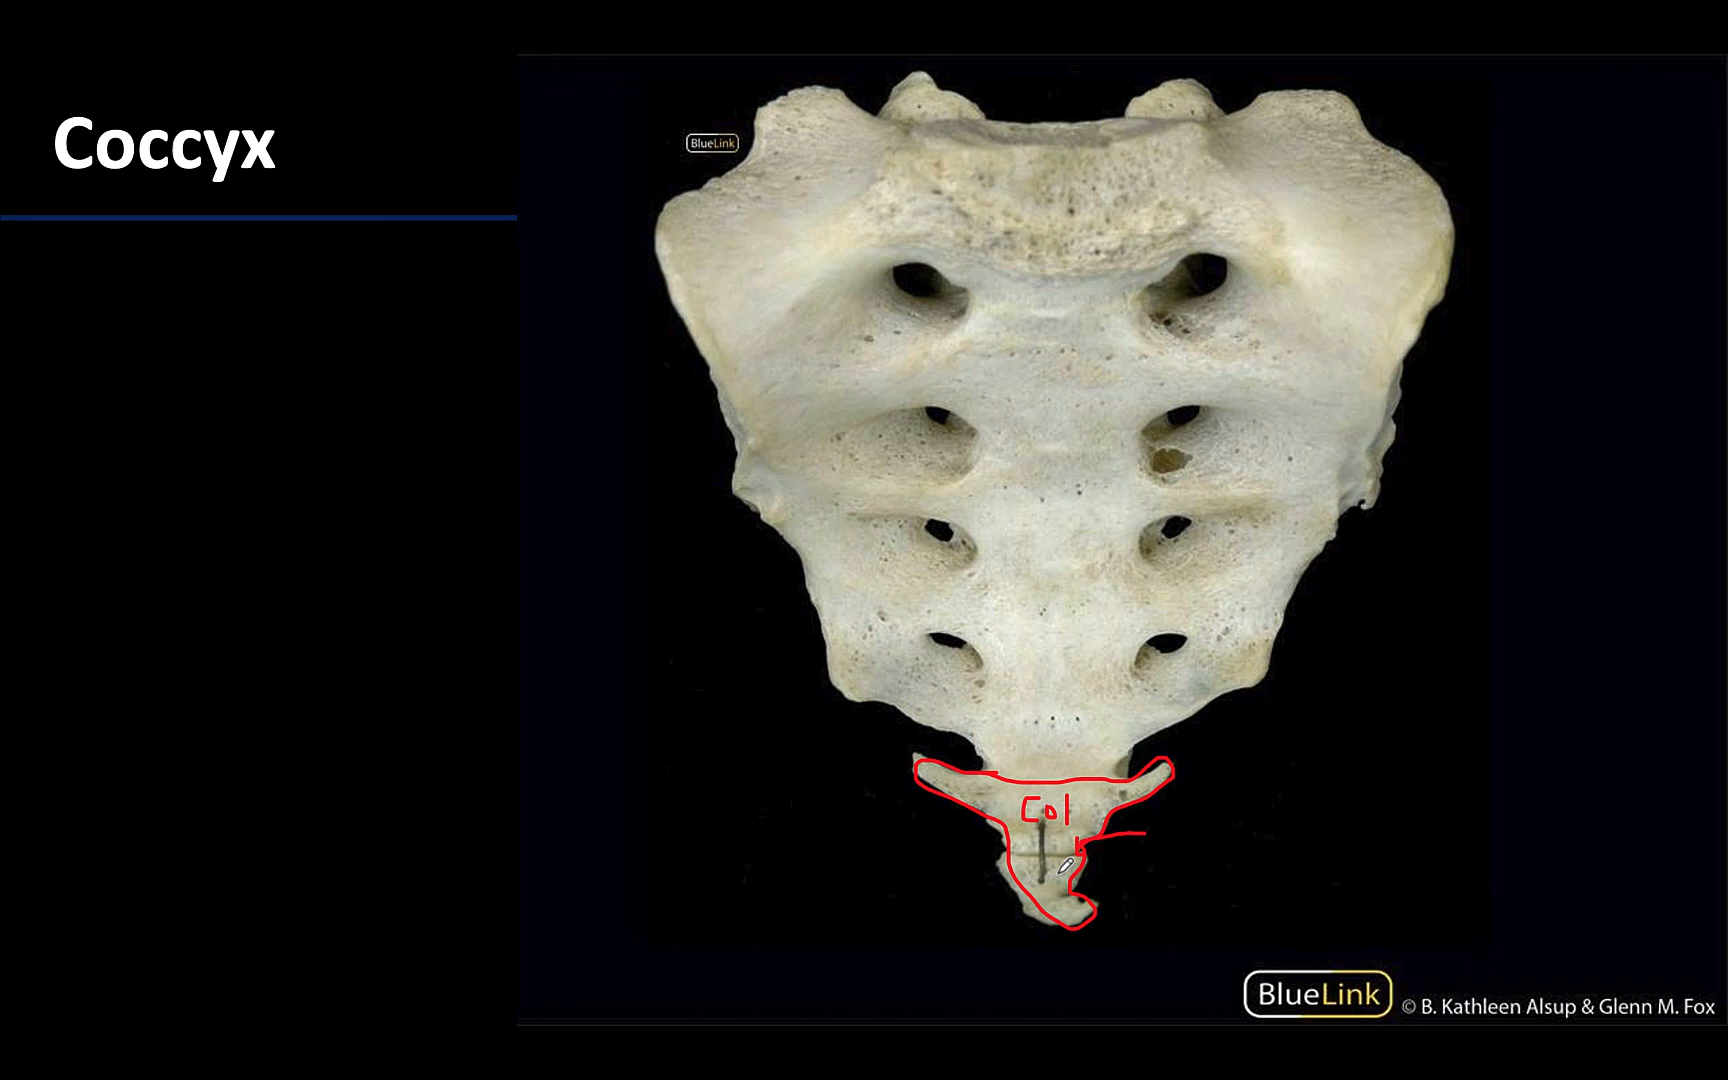 Coccyx
BlueLink
Co1
BlueLink
© B. Kathleen Alsup & Glenn M. Fox